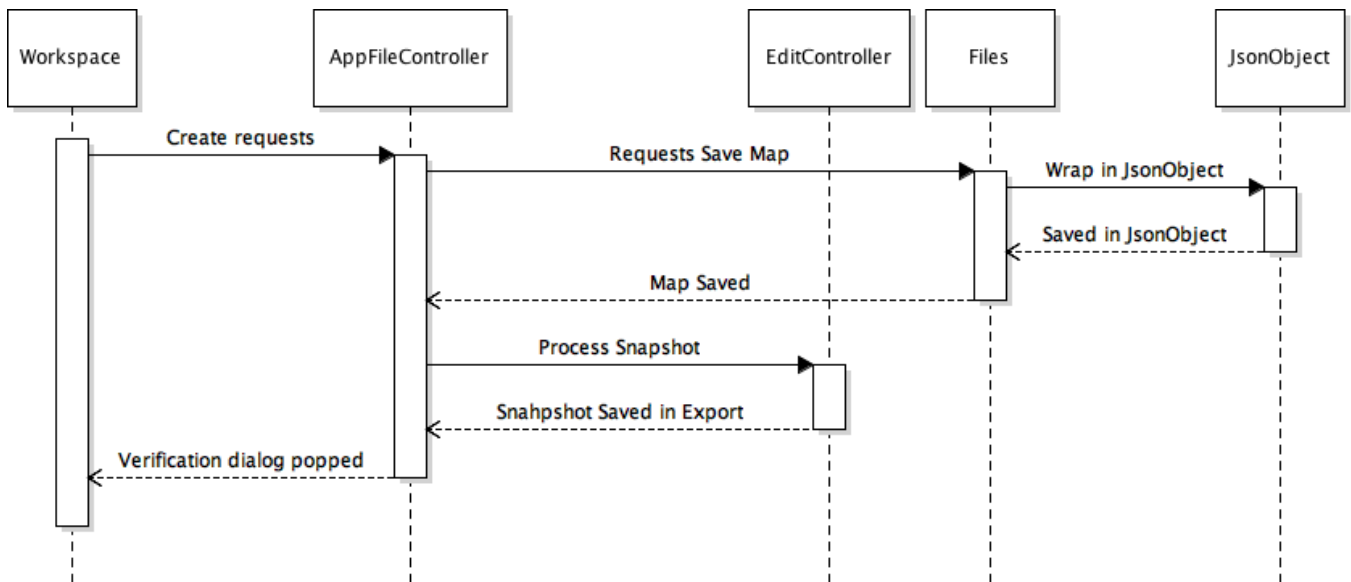 Workspace
AppFileController
EditController
Files
JsonObject
Create requests
Requests Save Map
Wrap in JsonObject
Saved in JsonObject
Map Saved
Process Snapshot
Snahpshot Saved in Export
Verification dialog popped